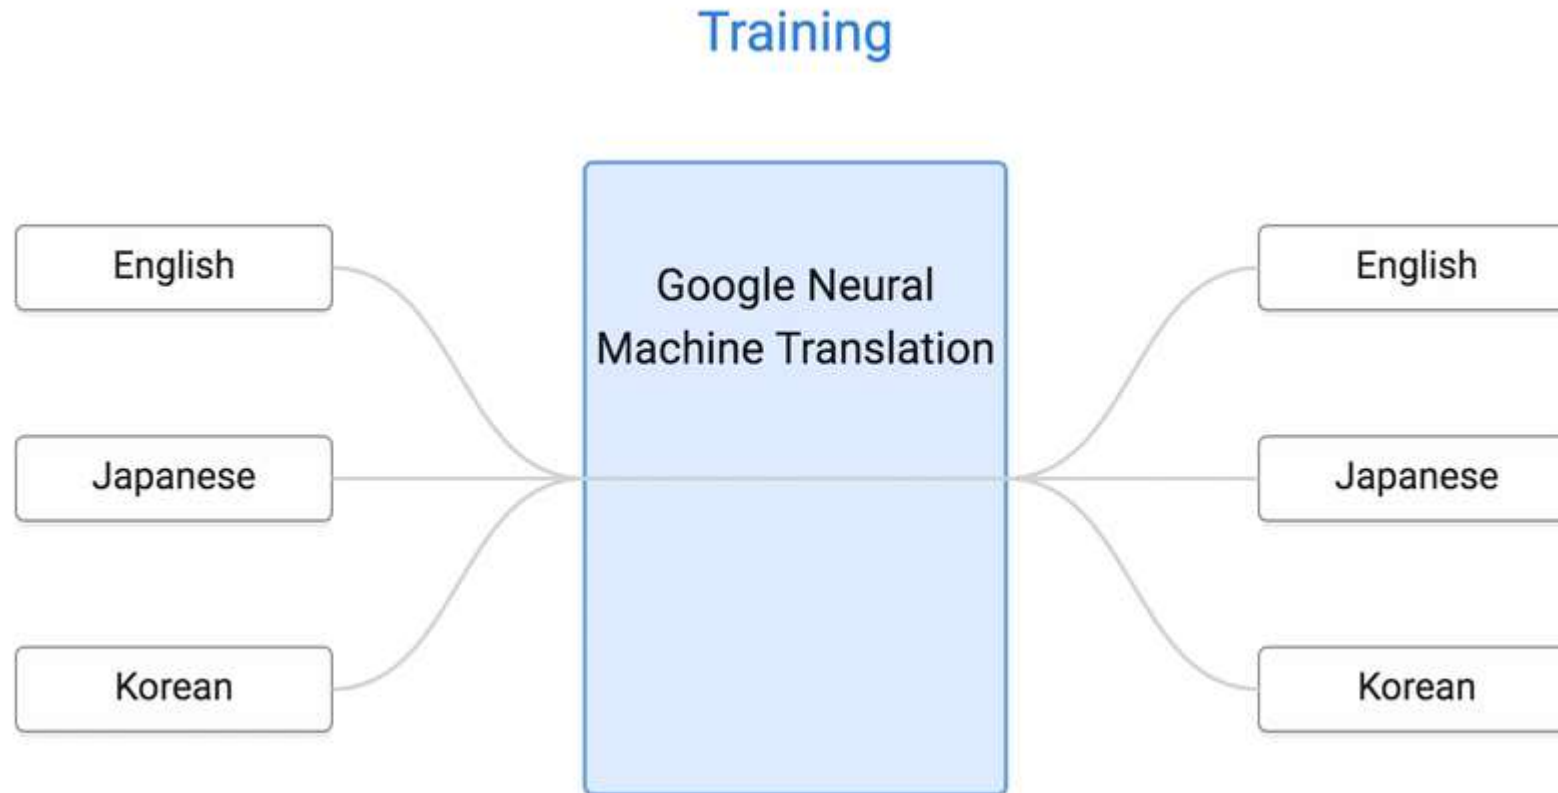 Training
English
Japanese
Korean
Google Neural
Machine Translation
English
Japanese
Korean